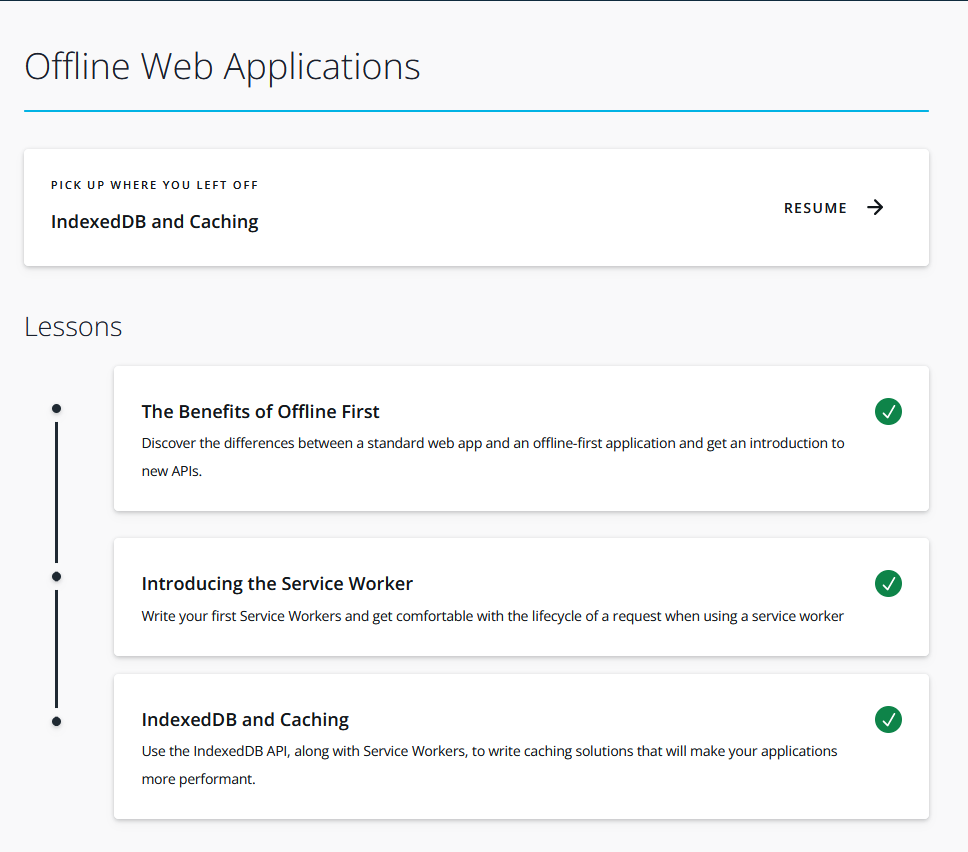 Offline Web Applications
PICK UP WHERE YOU LEFT OFF
IndexedDB and Caching
RESUME
Lessons
The Benefits of Offline First
Discover the differences between a standard web app and an offline-first application and get an introduction to
new APIs.
Introducing the Service Worker
Write your first Service Workers and get comfortable with the lifecycle of a request when using a service worker
IndexedDB and Caching
Use the IndexedDB API, along with Service Workers, to write caching solutions that will make your applications
more performant.